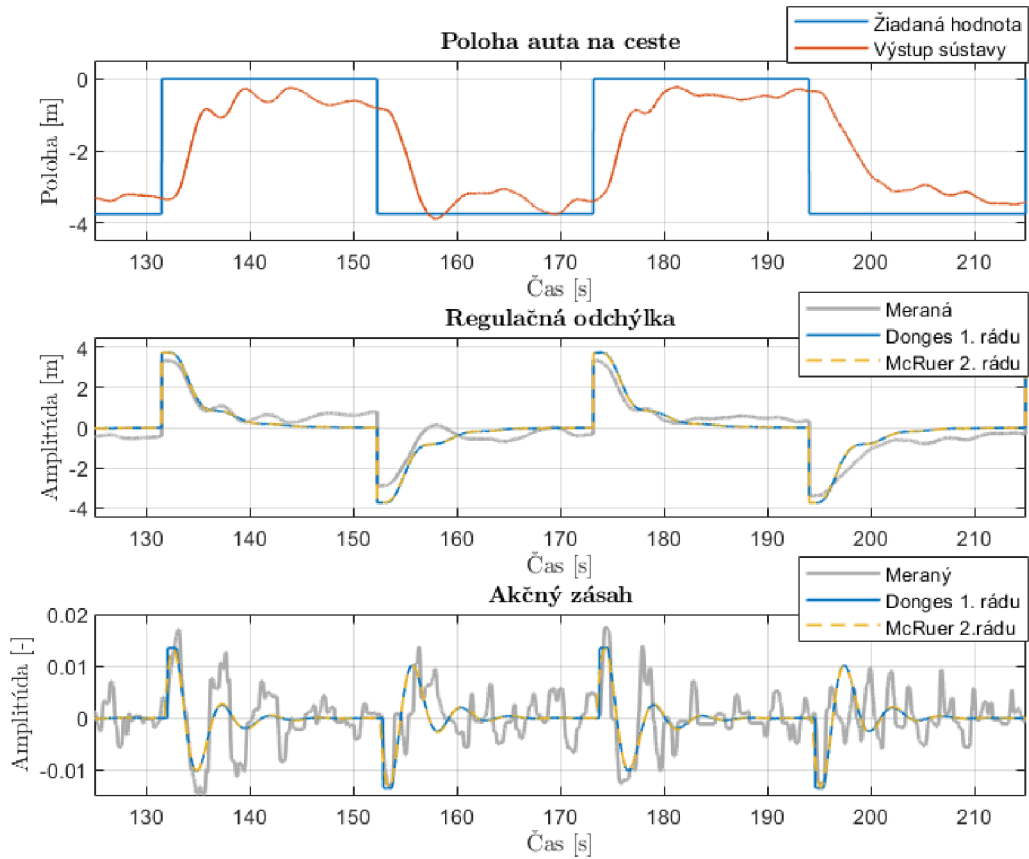 Poloha auta na ceste
Žiadaná hodnota
Výstup sústavy
Poloha [m]
0
-2
-4
130 140 150 160 170 180 190 200 210
Čas [s]
Regulačná odchýlka
Meraná
Donges 1. rádu
McRuer 2. rádu
Amplitúda [m]
4
2
0
-2
-4
130 140 150 160 170 180 190 200 210
Čas [s]
Akčný zásah
Meraný
Donges 1. rádu
McRuer 2.rádu
Amplitúda [-]
0.02
0.01
0
-0.01
130 140 150 160 170 180 190 200 210
Čas [s]